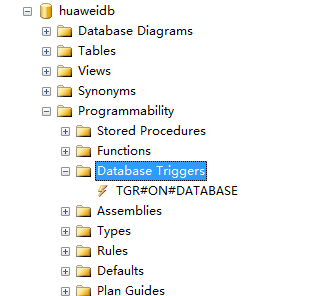 huaweidb
Database Diagrams
Tables
Views
Synonyms
Programmability
Stored Procedures
Functions
Database Triggers
TGR#ON#DATABASE
Assemblies
Types
Rules
Defaults
Plan Guides